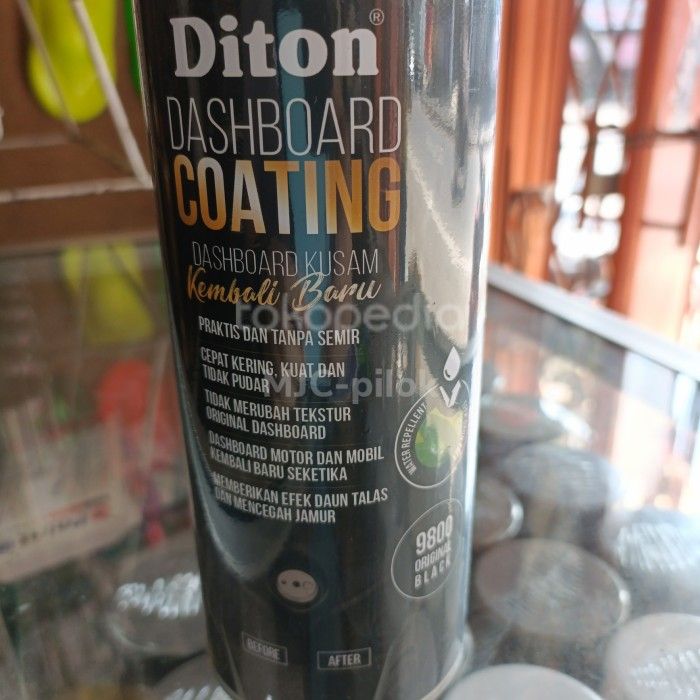 Diton®
DASHBOARD
COATING
DASHBOARD KUSAM
Kembali Baru
tokopedia
PRAKTIS DAN TANPA SEMIR
CEPAT KERING, KUAT DAN
TIDAK PUDAR
MJC-pilok
TIDAK MERUBAH TEKSTUR
ORIGINAL DASHBOARD
DASHBOARD MOTOR DAN MOBIL
KEMBALI BARU SEKETIKA
MEMBERIKAN EFEK DAUN TALAS
DAN MENCEGAH JAMUR
WATER REPELLENT
9809
ORIGINAL
BLACK
BEFORE
AFTER